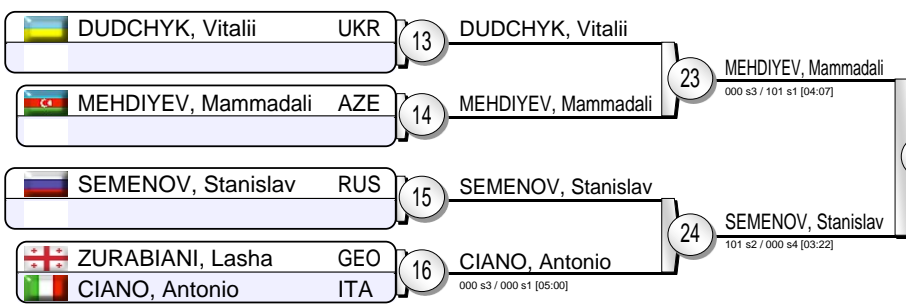 DUDCHYK, Vitalii UKR
13
DUDCHYK, Vitalii
23
MEHDIYEV, Mammadali
000 s3 / 101 s1 [04:07]
MEHDIYEV, Mammadali AZE
14
MEHDIYEV, Mammadali
SEMENOV, Stanislav RUS
15
SEMENOV, Stanislav
24
SEMENOV, Stanislav
101 s2 / 000 s4 [03:22]
ZURABIANI, Lasha GEO
CIANO, Antonio ITA
16
CIANO, Antonio
000 s3 / 000 s1 [05:00]